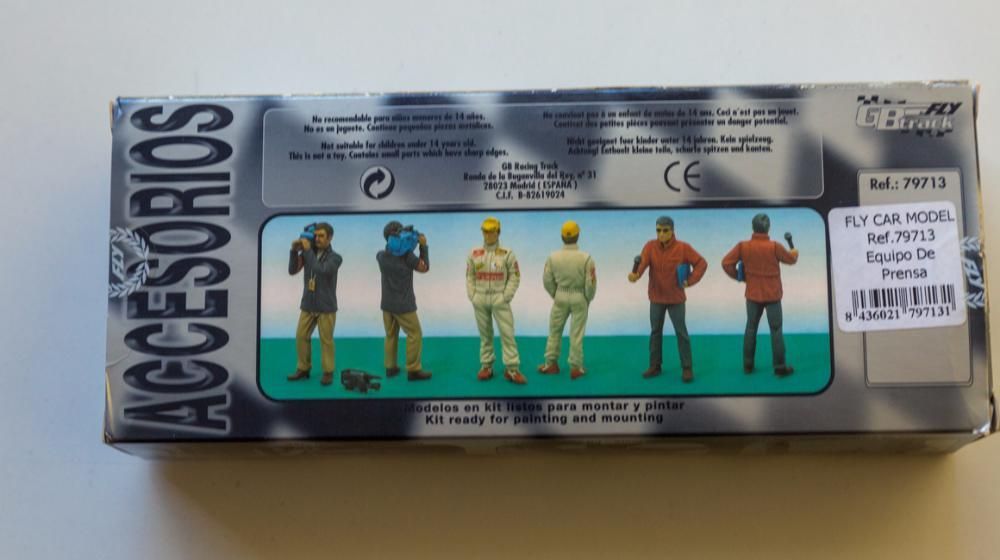 ACCESORIOS
FLY
No recomendable para niños menores de 14 años.
No es un juguete. Contiene pequeñas piezas metalicas.
Not suitable for children under 14 years old.
This is not a toy. Contains small parts which have sharp edges.
Ne convient pas à un enfant de moins de 14 ans. Ceci n'est pas un jouet.
Contient des petites pièces pouvant présenter un danger potentiel.
Nicht geeignet fuer kinder unter 14 jahren. Kein spielzeug.
Achtung! Enthaelt kleine teile, scharfe spitzen und kanten.
GB Racing Track
Ronda de la Buganvilla del Rey, nº 31
28023 Madrid ( ESPAÑA )
C.I.F. B-82619024
CE
FLY
GB track
Ref.: 79713
FLY CAR MODEL
Ref.79713
Equipo De
Prensa
8 436021 797131
Modelos en kit listos para montar y pintar
Kit ready for painting and mounting